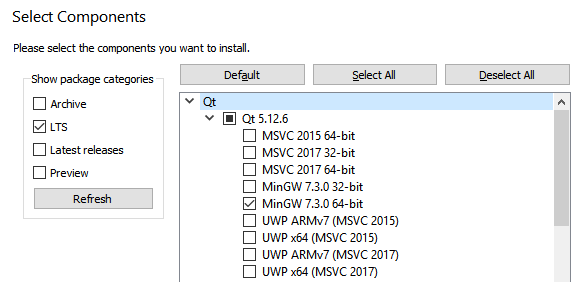 Select Components
Please select the components you want to install.
Show package categories
Archive
LTS
Latest releases
Preview
Refresh
Default
Select All
Deselect All
Qt
Qt 5.12.6
MSVC 2015 64-bit
MSVC 2017 32-bit
MSVC 2017 64-bit
MinGW 7.3.0 32-bit
MinGW 7.3.0 64-bit
UWP ARMv7 (MSVC 2015)
UWP x64 (MSVC 2015)
UWP ARMv7 (MSVC 2017)
UWP x64 (MSVC 2017)